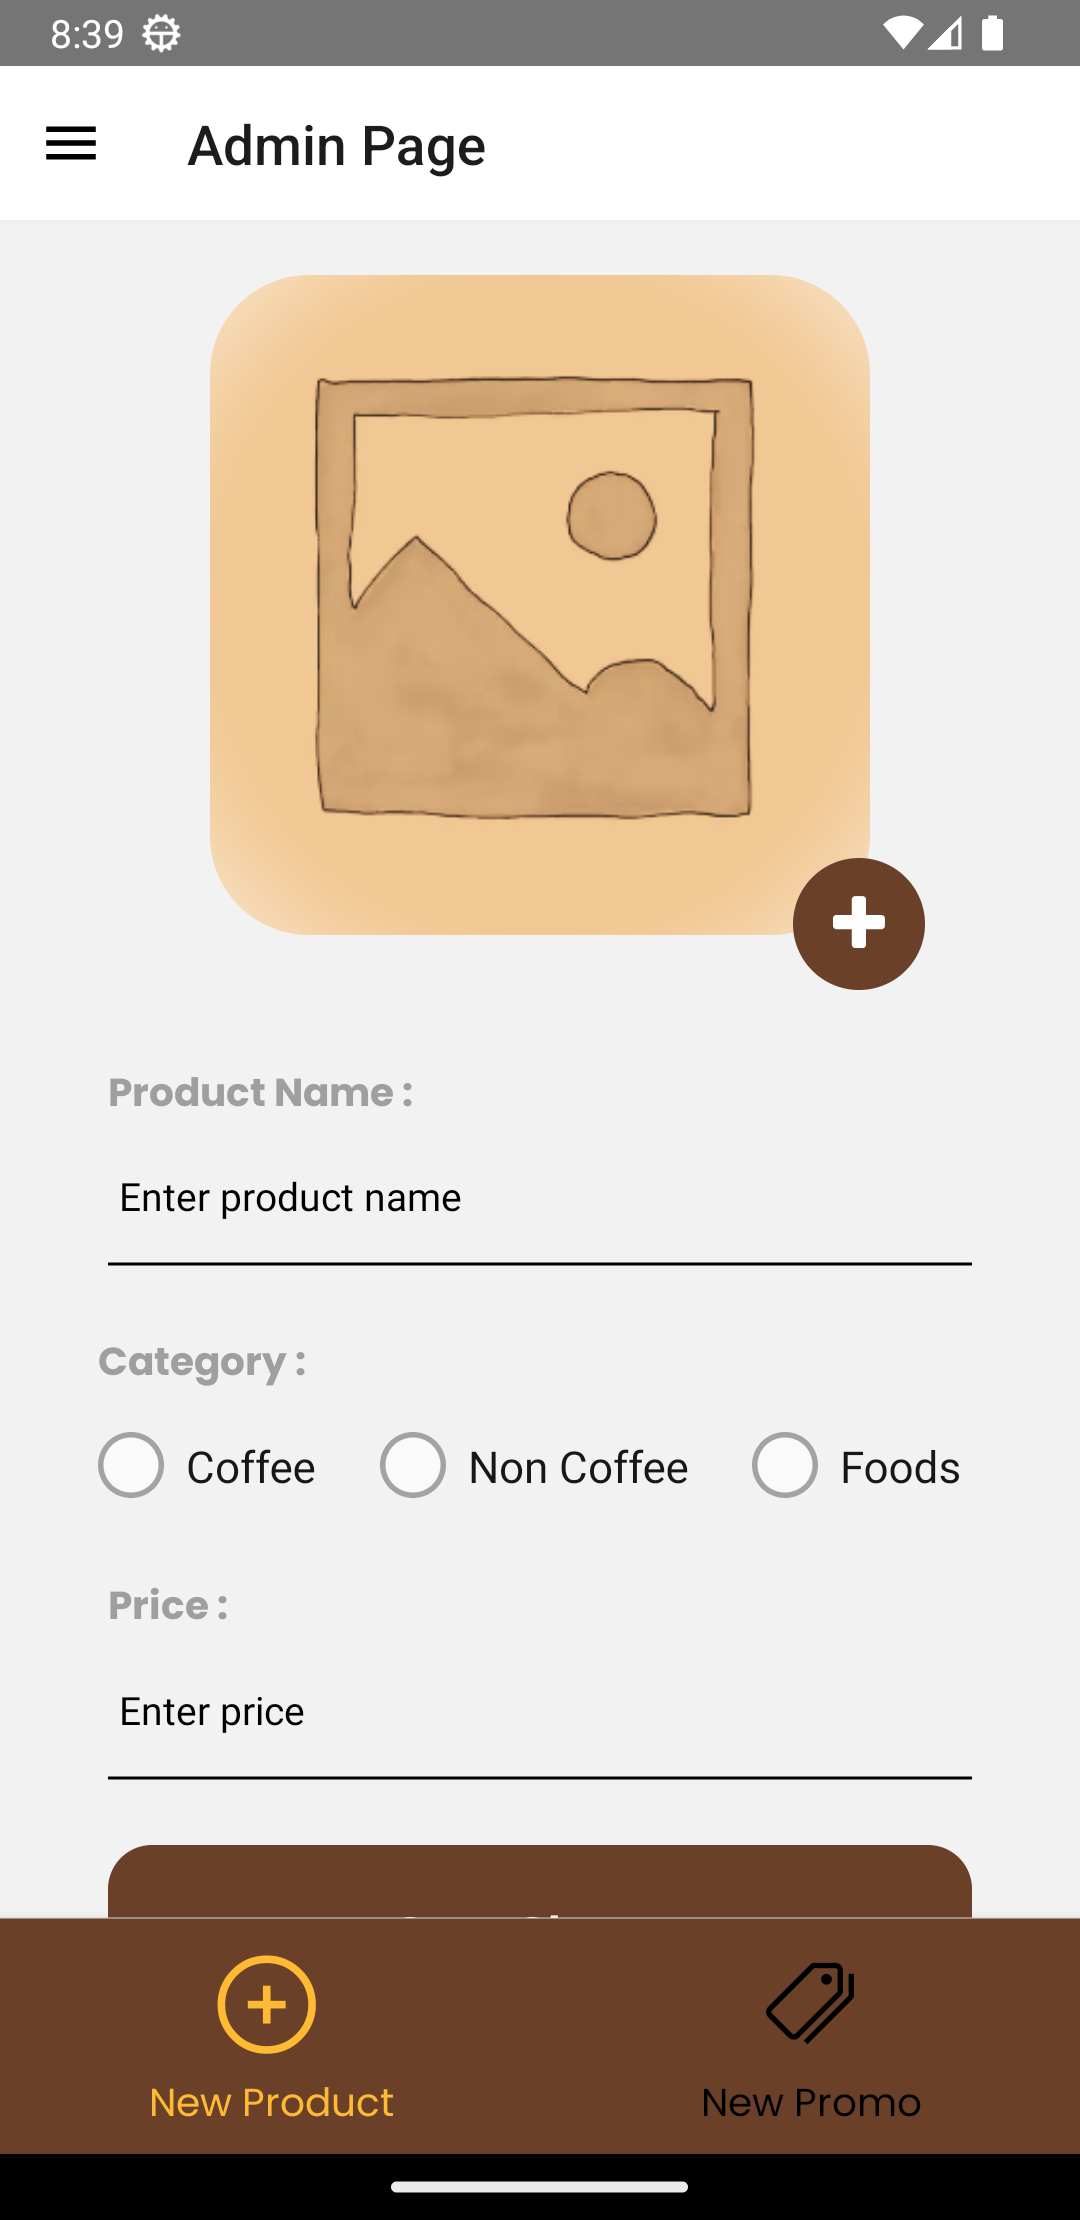 8:39
Admin Page
Product Name :
Enter product name
Category :
Coffee Non Coffee Foods
Price :
Enter price
New Product New Promo